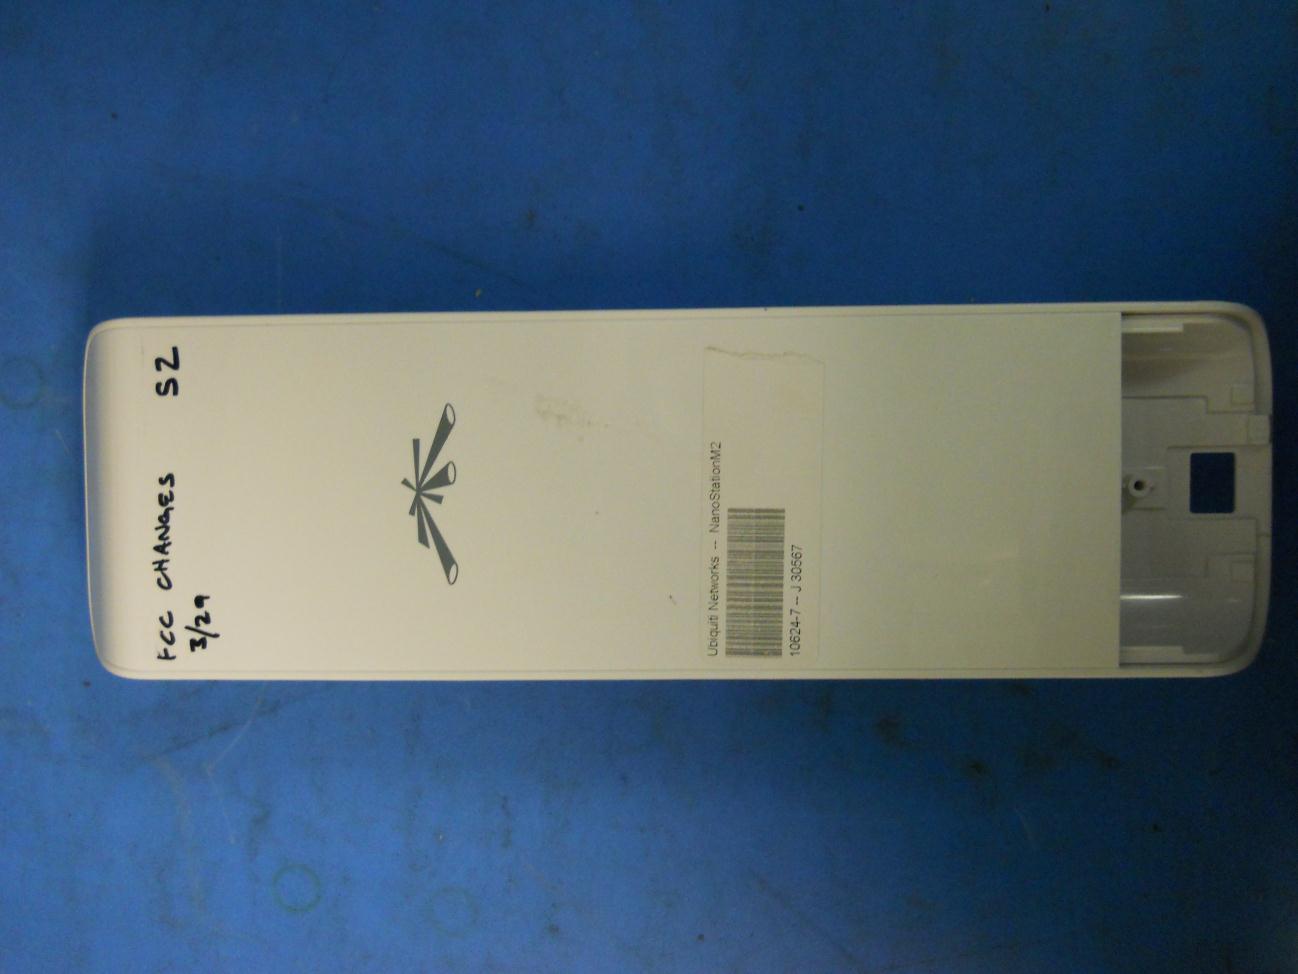 FCC CHANGES S2
3/29
Ubiquiti Networks -- NanoStationM2
10624-7 -- J 30567